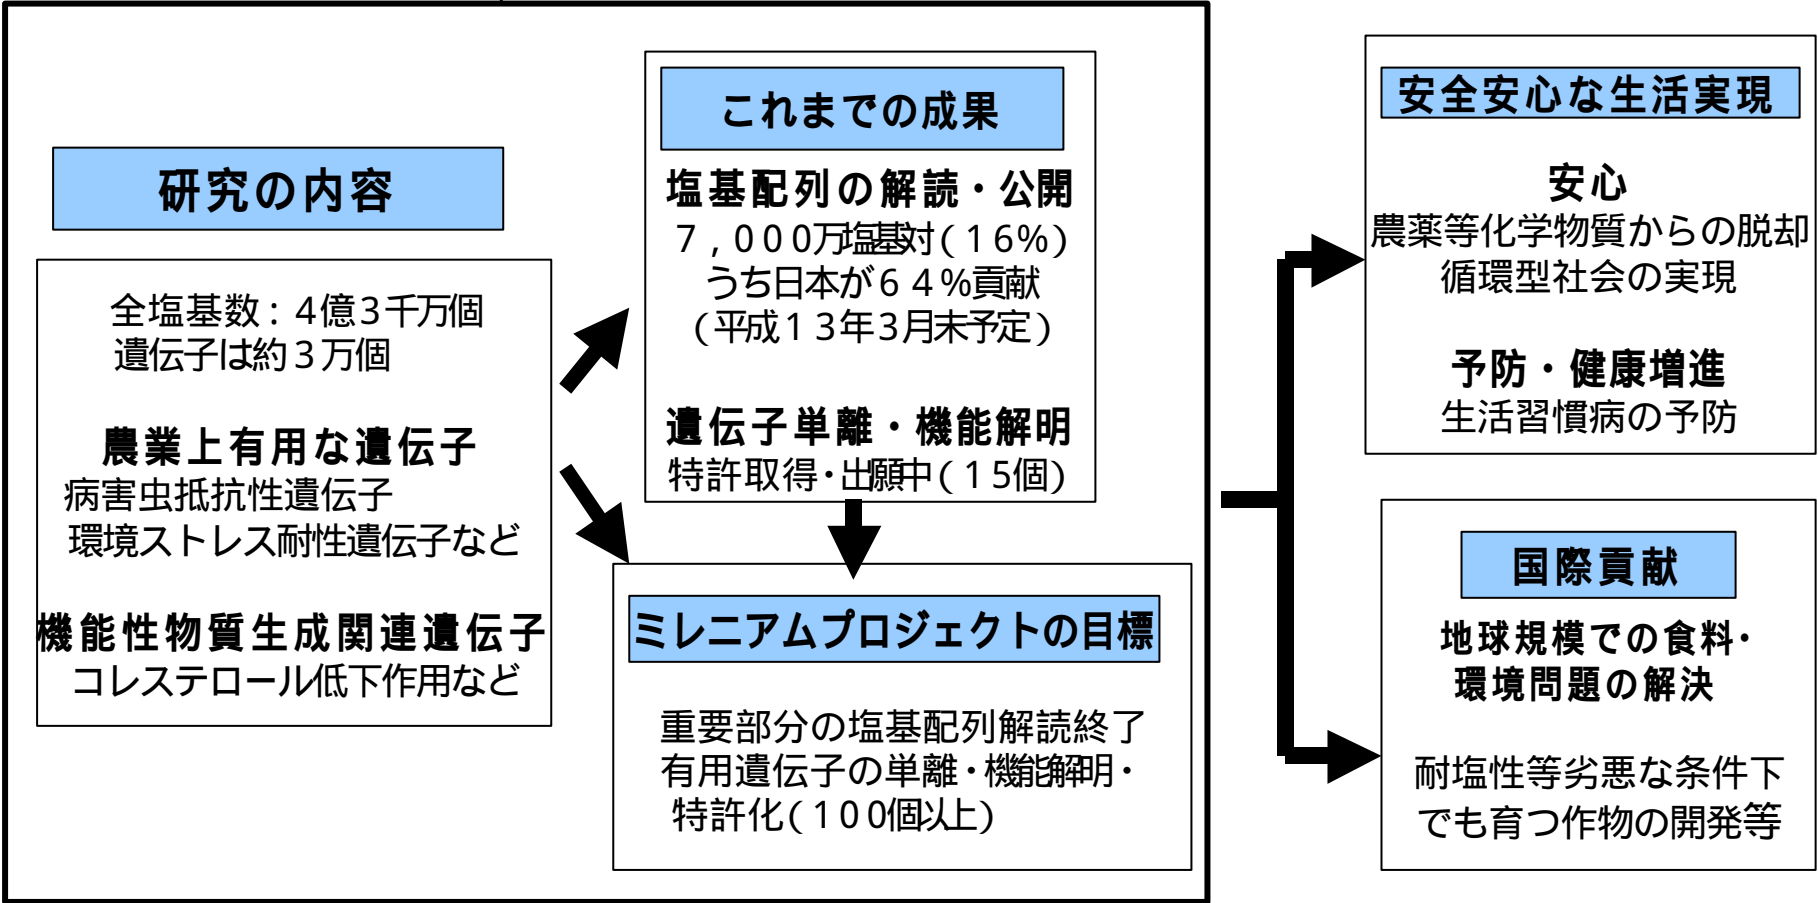 研究の内容
全塩基数：４億３千万個
遺伝子は約３万個
農業上有用な遺伝子
病害虫抵抗性遺伝子
環境ストレス耐性遺伝子など
機能性物質生成関連遺伝子
コレステロール低下作用など
これまでの成果
塩基配列の解読・公開
７，０００万塩基対（１６％）
うち日本が６４％貢献
（平成１３年３月末予定）
遺伝子単離・機能解明
特許取得・出願中（１５個）
ミレニアムプロジェクトの目標
重要部分の塩基配列解読終了
有用遺伝子の単離・機能解明・
特許化（１００個以上）
安全安心な生活実現
安心
農薬等化学物質からの脱却
循環型社会の実現
予防・健康増進
生活習慣病の予防
国際貢献
地球規模での食料・
環境問題の解決
耐塩性等劣悪な条件下
でも育つ作物の開発等